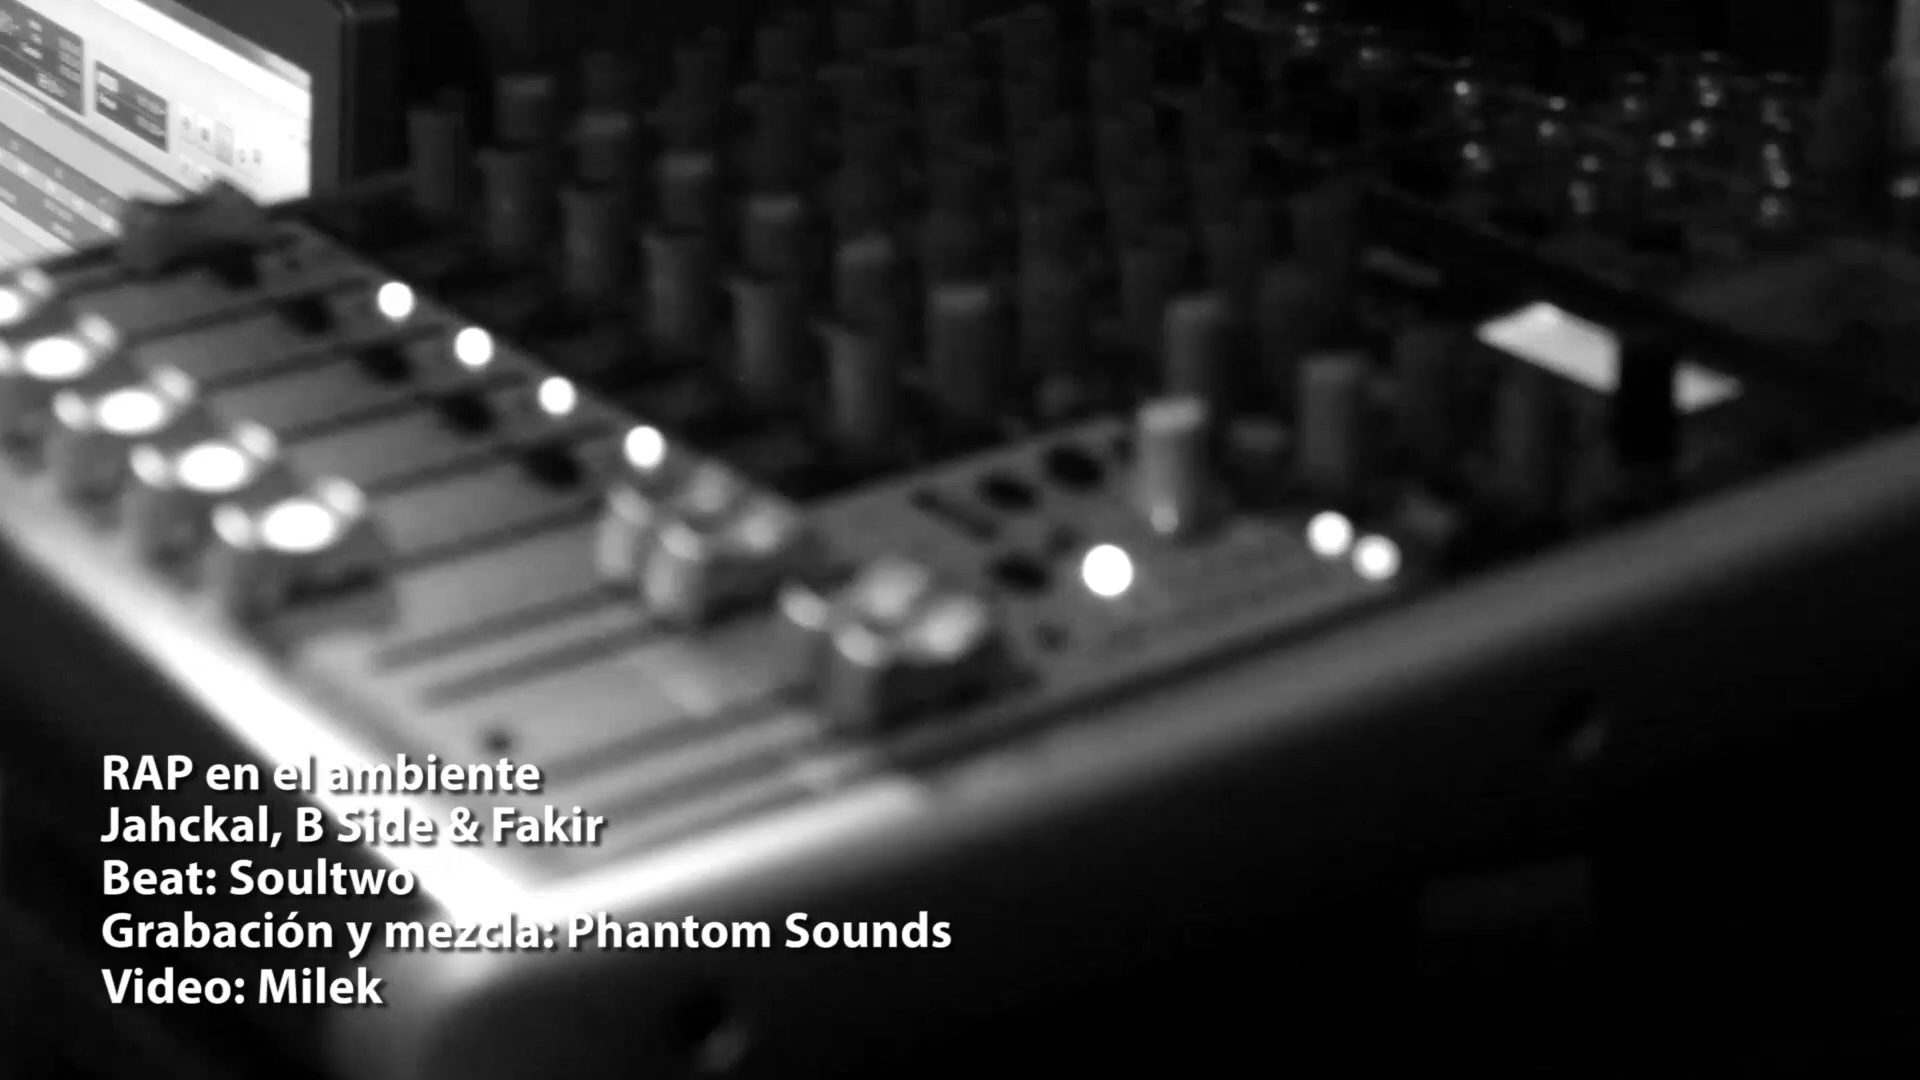 RAP en el ambiente
Jahckal, B Side & Fakir
Beat: Soultwo
Grabación y mezcla: Phantom Sounds
Video: Milek